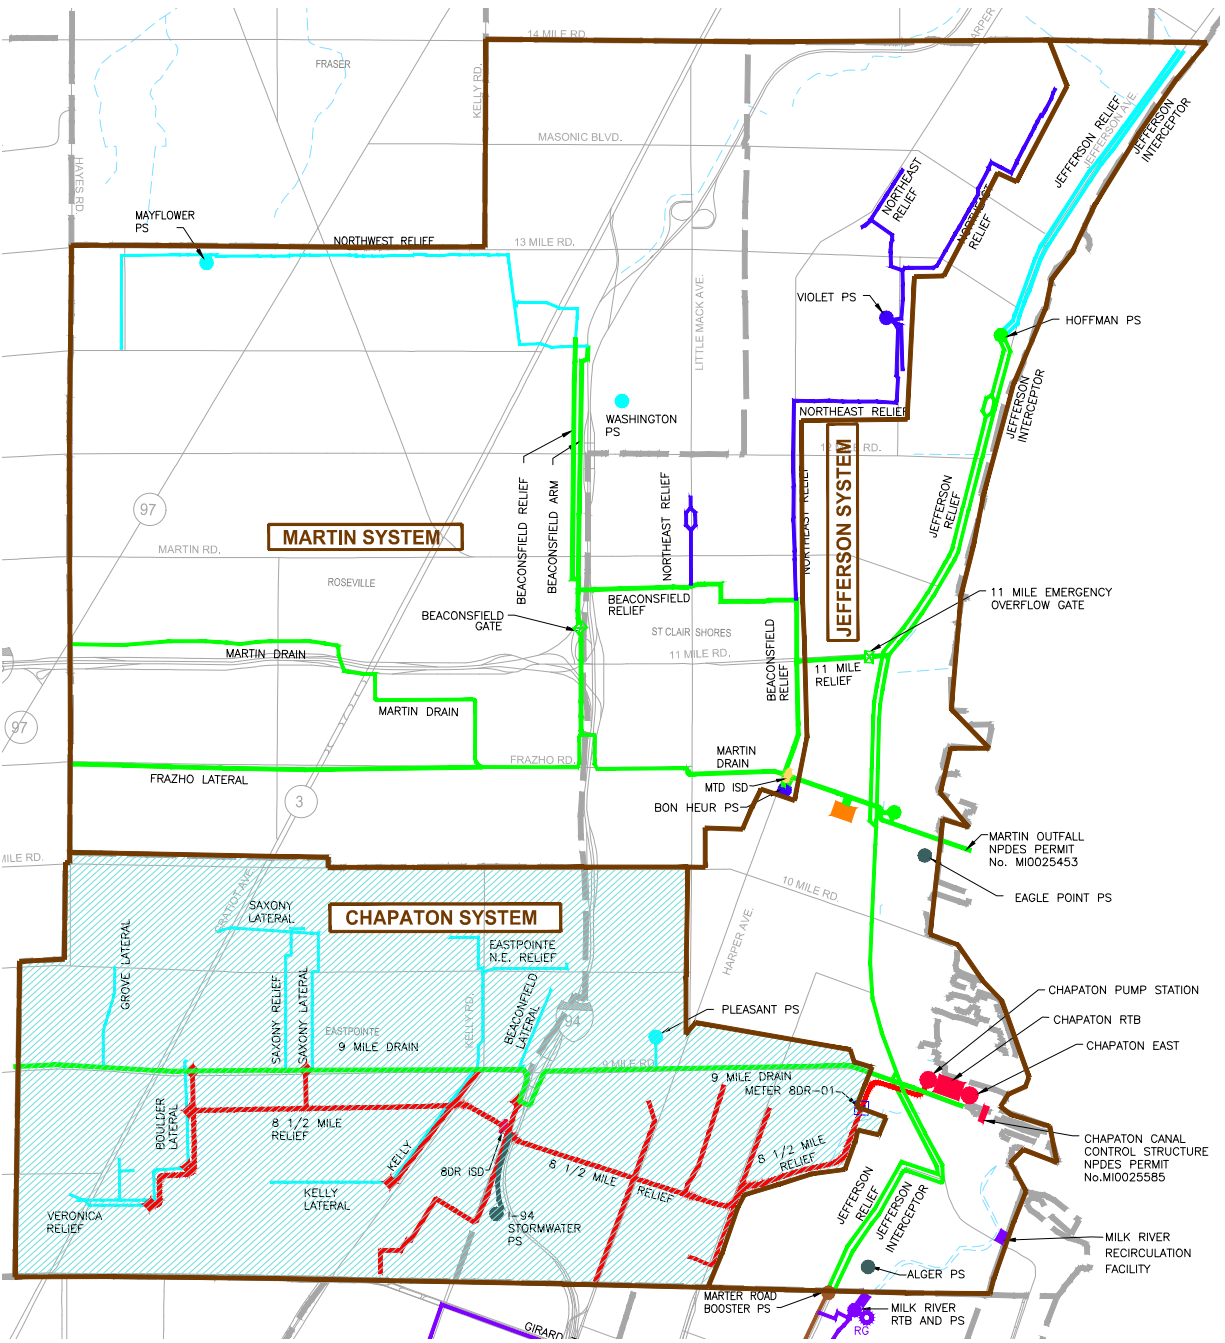 14 MILE RD.
FRASER
KELLY RD.
HARPER
MASONIC BLVD.
HAYES RD.
JEFFERSON RELIEF
JEFFERSON AVE.
JEFFERSON
INTERCEPTOR
NORTHEAST
RELIEF
NORTHEAST
RELIEF
MAYFLOWER
PS
NORTHWEST RELIEF
13 MILE RD.
LITTLE MACK AVE.
VIOLET PS
HOFFMAN PS
WASHINGTON
PS
NORTHEAST RELIEF
JEFFERSON
INTERCEPTOR
12 MILE RD.
JEFFERSON SYSTEM
97
BEACONSFIELD RELIEF
BEACONSFIELD ARM
NORTHEAST RELIEF
NORTHEAST RELIEF
JEFFERSON
RELIEF
MARTIN SYSTEM
MARTIN RD.
ROSEVILLE
BEACONSFIELD
RELIEF
BEACONSFIELD
GATE
ST CLAIR SHORES
11 MILE RD.
11 MILE EMERGENCY
OVERFLOW GATE
MARTIN DRAIN
BEACONSFIELD
RELIEF
11 MILE
RELIEF
97
MARTIN DRAIN
FRAZHO RD.
MARTIN
DRAIN
FRAZHO LATERAL
MTD ISD
3
BON HEUR PS
MARTIN OUTFALL
NPDES PERMIT
No. MI0025453
MILE RD.
EAGLE POINT PS
10 MILE RD.
GRATIOT AVE.
SAXONY
LATERAL
CHAPATON SYSTEM
HARPER AVE.
GROVE LATERAL
EASTPOINTE
N.E. RELIEF
SAXONY RELIEF
SAXONY LATERAL
KELLY RD.
BEACONFIELD
LATERAL
94
PLEASANT PS
CHAPATON PUMP STATION
CHAPATON RTB
CHAPATON EAST
EASTPOINTE
9 MILE DRAIN
9 MILE RD.
9 MILE DRAIN
METER 8DR-01
BOULDER
LATERAL
8 1/2 MILE
RELIEF
KELLY
8DR ISD
8 1/2 MILE RELIEF
8 1/2 MILE
RELIEF
CHAPATON CANAL
CONTROL STRUCTURE
NPDES PERMIT
No.MI0025585
KELLY
LATERAL
JEFFERSON
RELIEF
JEFFERSON
INTERCEPTOR
VERONICA
RELIEF
I-94
STORMWATER
PS
MILK RIVER
RECIRCULATION
FACILITY
ALGER PS
MARTER ROAD
BOOSTER PS
MILK RIVER
RTB AND PS
RG